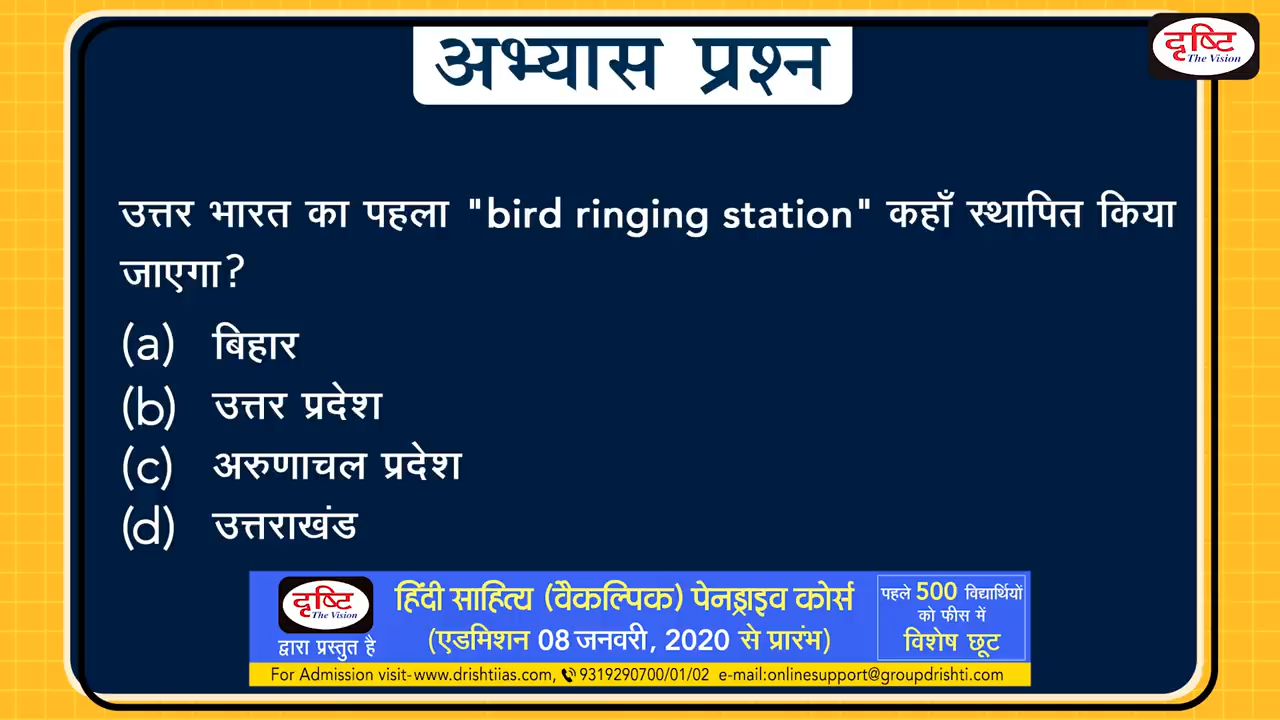 अभ्यास प्रश्न
दृष्टि
The Vision
उत्तर भारत का पहला "bird ringing station" कहाँ स्थापित किया
जाएगा?
(a) बिहार
(b) उत्तर प्रदेश
(c) अरुणाचल प्रदेश
(d) उत्तराखंड
दृष्टि
The Vision
द्वारा प्रस्तुत है
हिंदी साहित्य (वैकल्पिक) पेनड्राइव कोर्स
(एडमिशन 08 जनवरी, 2020 से प्रारंभ)
पहले 500 विद्यार्थियों
को फीस में
विशेष छूट
For Admission visit-www.drishtiias.com, 9319290700/01/02 e-mail:onlinesupport@groupdrishti.com